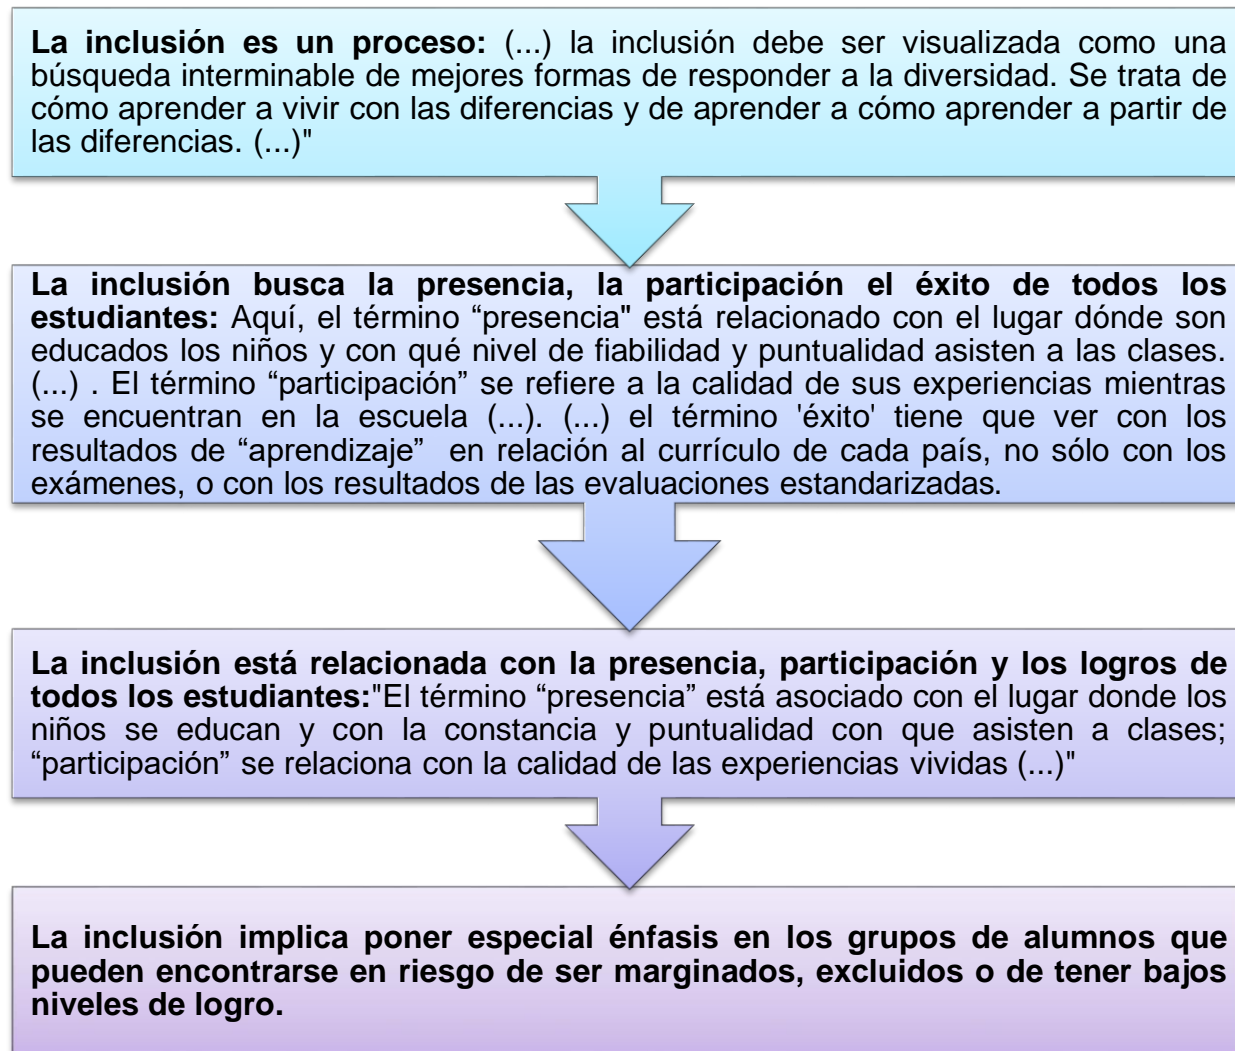 La inclusión es un proceso: (...) la inclusión debe ser visualizada como una
búsqueda interminable de mejores formas de responder a la diversidad. Se trata de
cómo aprender a vivir con las diferencias y de aprender a cómo aprender a partir de
las diferencias. (...)"
La inclusión busca la presencia, la participación el éxito de todos los
estudiantes: Aquí, el término “presencia" está relacionado con el lugar dónde son
educados los niños y con qué nivel de fiabilidad y puntualidad asisten a las clases.
(...) . El término “participación” se refiere a la calidad de sus experiencias mientras
se encuentran en la escuela (...). (...) el término 'éxito' tiene que ver con los
resultados de “aprendizaje” en relación al currículo de cada país, no sólo con los
exámenes, o con los resultados de las evaluaciones estandarizadas.
La inclusión está relacionada con la presencia, participación y los logros de
todos los estudiantes:"El término “presencia” está asociado con el lugar donde los
niños se educan y con la constancia y puntualidad con que asisten a clases;
“participación” se relaciona con la calidad de las experiencias vividas (...)"
La inclusión implica poner especial énfasis en los grupos de alumnos que
pueden encontrarse en riesgo de ser marginados, excluidos o de tener bajos
niveles de logro.